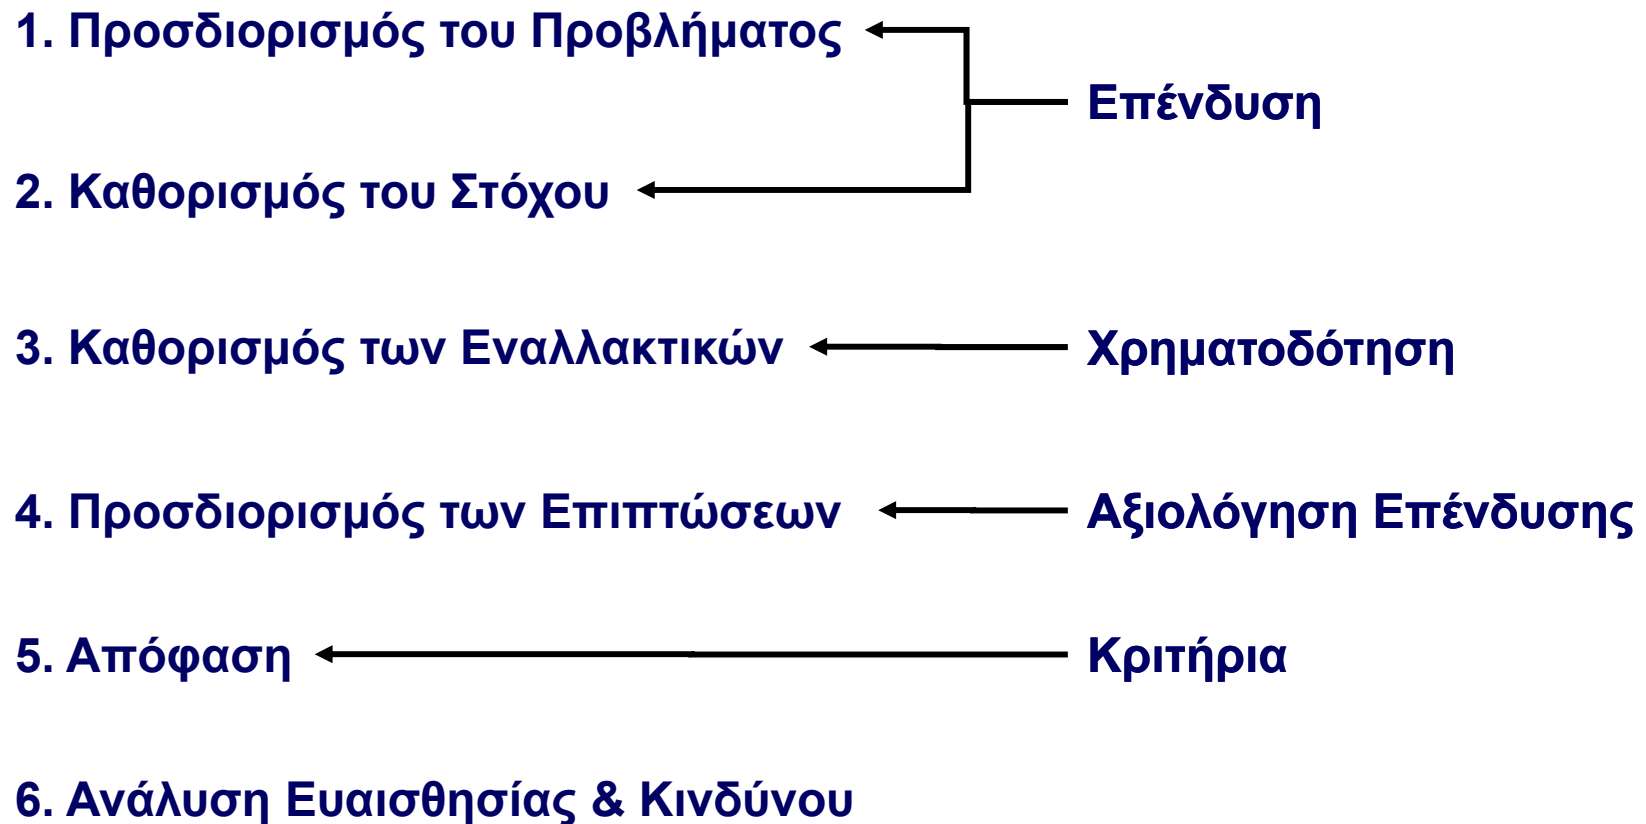 1. Προσδιορισμός του Προβλήματος
Επένδυση
2. Καθορισμός του Στόχου
3. Καθορισμός των Εναλλακτικών
Χρηματοδότηση
4. Προσδιορισμός των Επιπτώσεων
Αξιολόγηση Επένδυσης
5. Απόφαση
Κριτήρια
6. Ανάλυση Ευαισθησίας & Κινδύνου